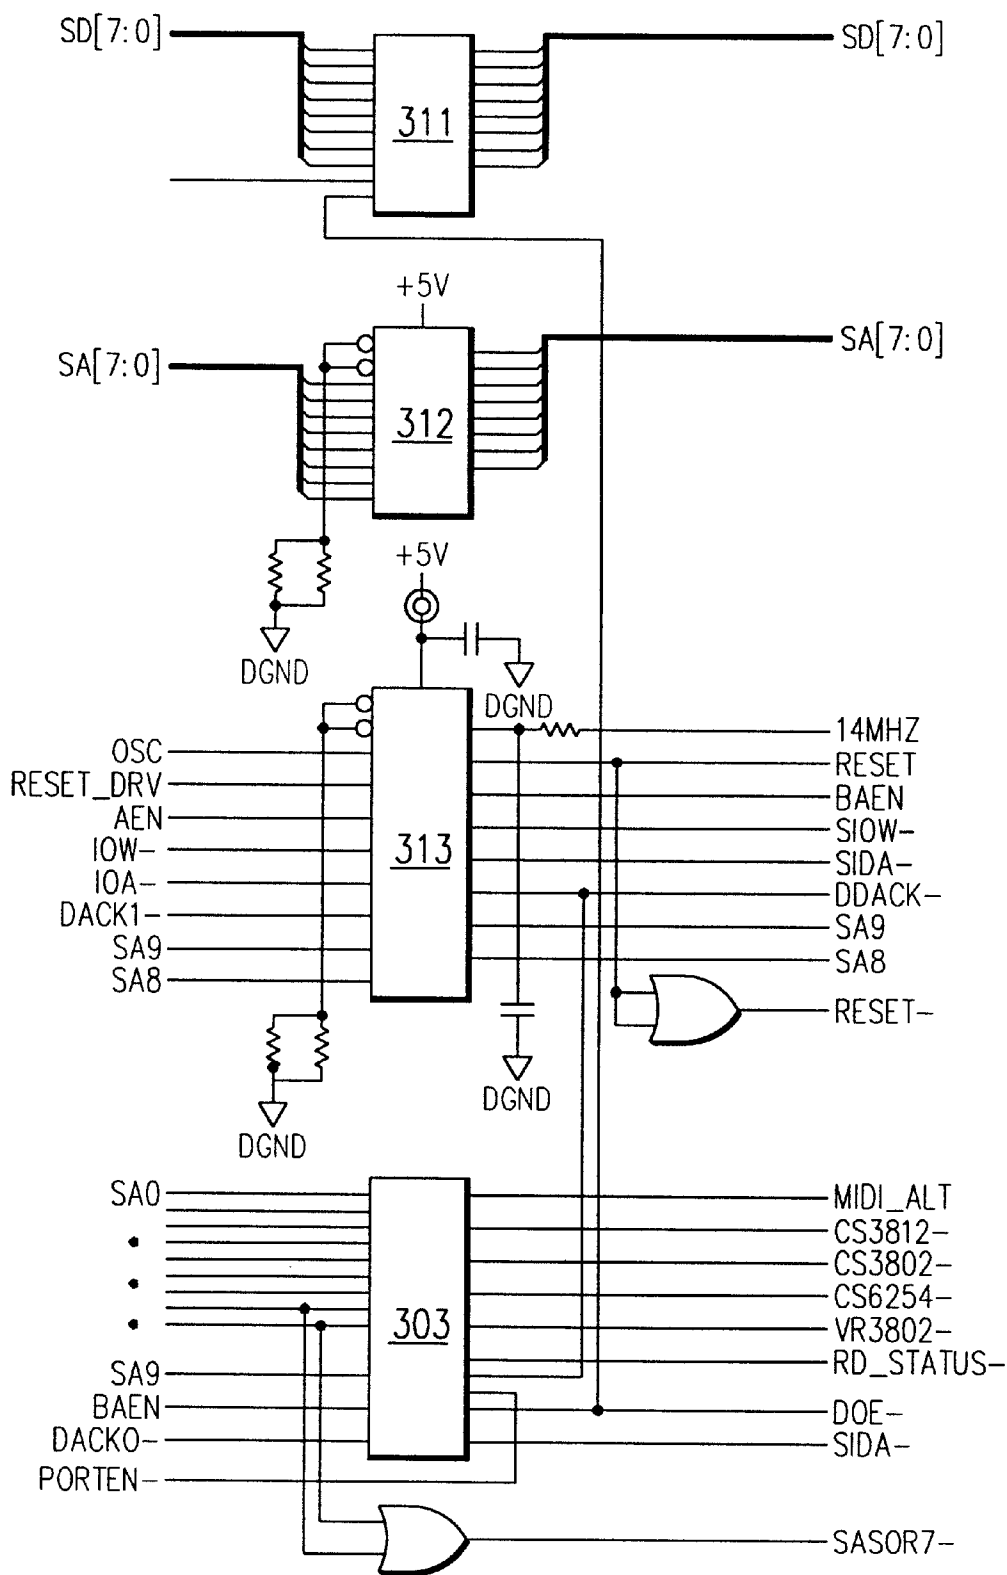 SD[7:0]
SD[7:0]
311
+5V
SA[7:0]
SA[7:0]
312
+5V
DGND
DGND
14MHZ
OSC
RESET
RESET_DRV
BAEN
AEN
SIOW-
IOW-
313
SIDA-
IOA-
DDACK-
DACK1-
SA9
SA9
SA8
SA8
RESET-
DGND
DGND
SA0
MIDI_ALT
CS3812-
CS3802-
CS6254-
303
VR3802-
RD_STATUS-
SA9
BAEN
DOE-
DACK0-
SIDA-
PORTEN-
SASOR7-